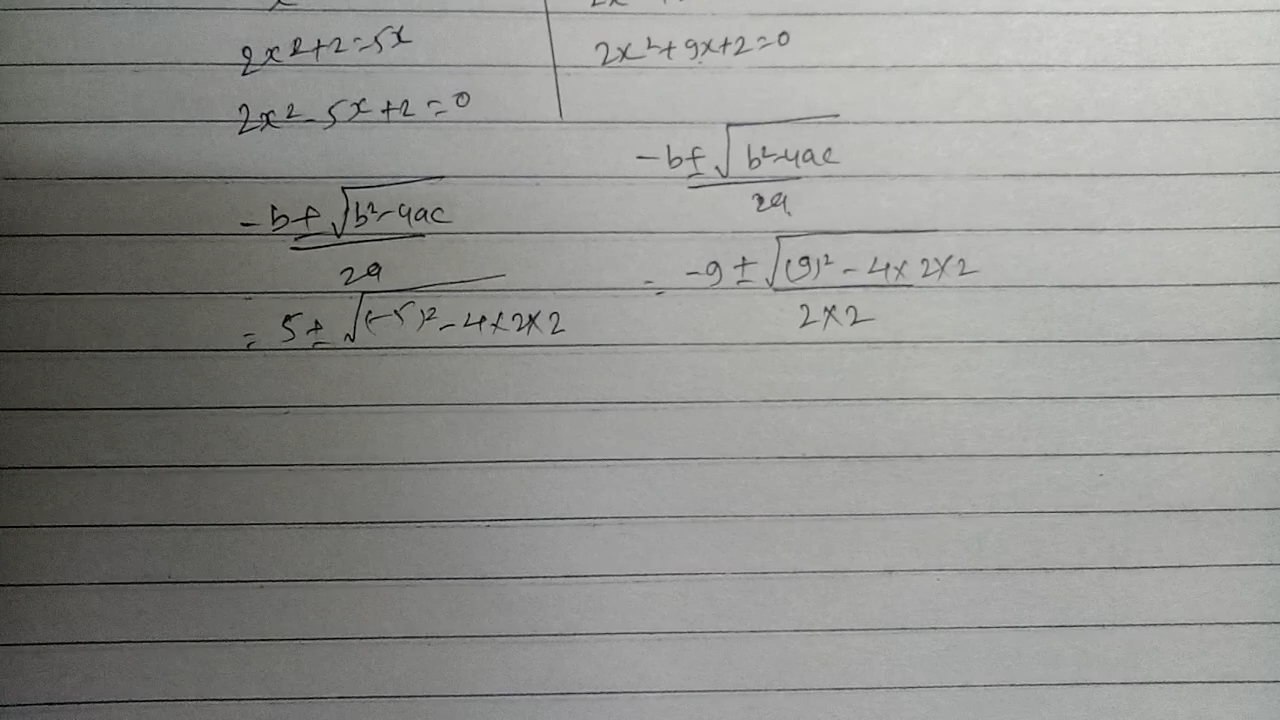 2x²+2=5x
2x²-5x+2=0
-b±√b²-4ac
2a
= 5±√(-5)²-4×2×2
2x²+9x+2=0
-b±√b²-4ac
2a
= -9±√(9)²-4×2×2
2×2